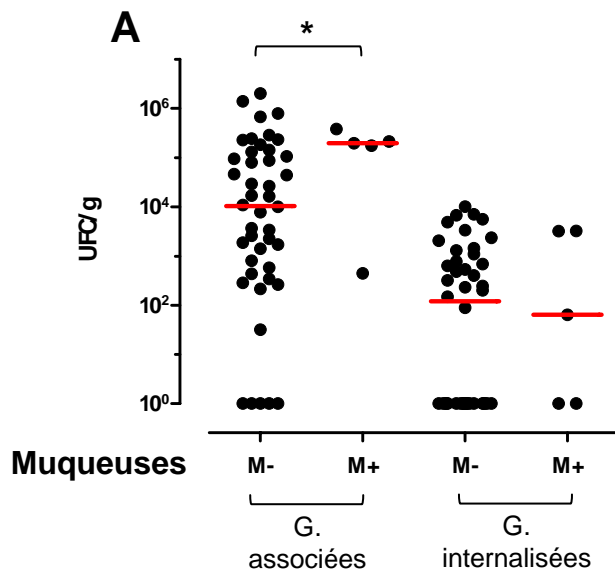 A
*
10⁶
10⁴
10²
10⁰
UFC/g
Muqueuses M- M+ M- M+
G. associées
G. internalisées